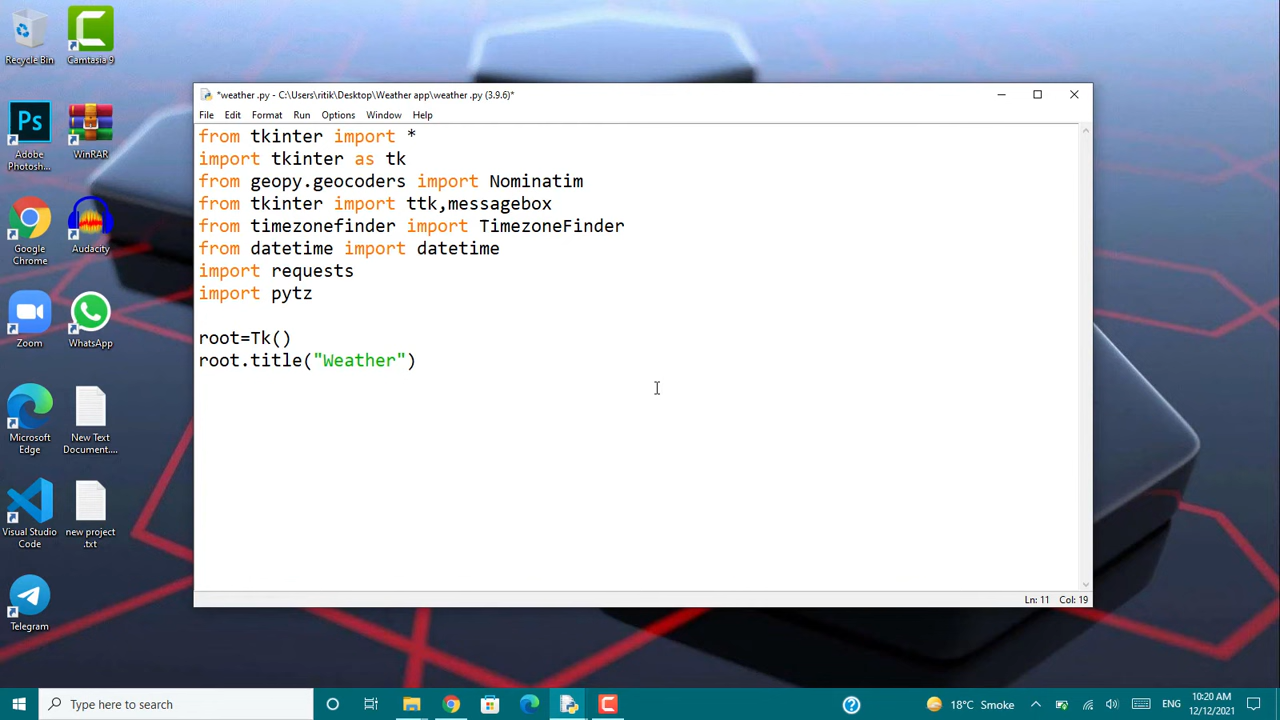 Recycle Bin
Camtasia 9
Adobe
Photosh...
WinRAR
Google
Chrome
Audacity
Zoom
WhatsApp
Microsoft
Edge
New Text
Document....
Visual Studio
Code
new project
.txt
Telegram
*weather .py - C:\Users\ritik\Desktop\Weather app\weather .py (3.9.6)*
File Edit Format Run Options Window Help
from tkinter import *
import tkinter as tk
from geopy.geocoders import Nominatim
from tkinter import ttk,messagebox
from timezonefinder import TimezoneFinder
from datetime import datetime
import requests
import pytz
root=Tk()
root.title("Weather")
Ln: 11 Col: 19
Type here to search
18°C Smoke
ENG
10:20 AM
12/12/2021